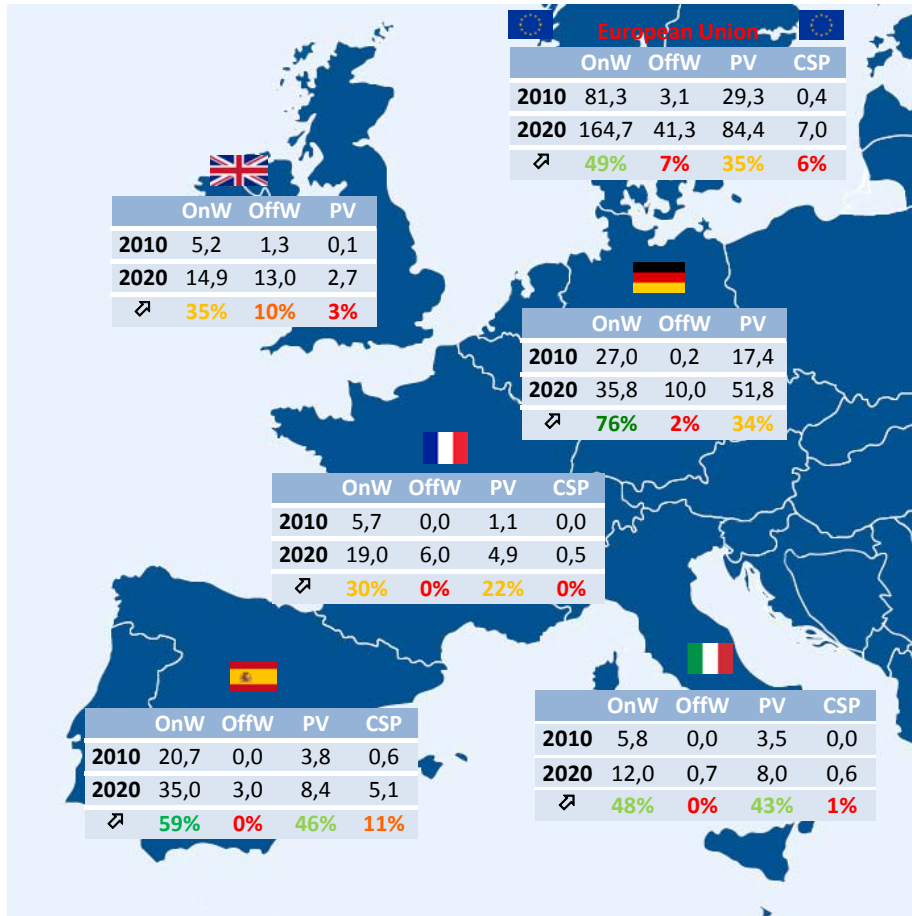 European Union
OnW OffW PV CSP
2010 81,3 3,1 29,3 0,4
2020 164,7 41,3 84,4 7,0
⬀ 49% 7% 35% 6%
OnW OffW PV
2010 5,2 1,3 0,1
2020 14,9 13,0 2,7
⬀ 35% 10% 3%
OnW OffW PV
2010 27,0 0,2 17,4
2020 35,8 10,0 51,8
⬀ 76% 2% 34%
OnW OffW PV CSP
2010 5,7 0,0 1,1 0,0
2020 19,0 6,0 4,9 0,5
⬀ 30% 0% 22% 0%
OnW OffW PV CSP
2010 20,7 0,0 3,8 0,6
2020 35,0 3,0 8,4 5,1
⬀ 59% 0% 46% 11%
OnW OffW PV CSP
2010 5,8 0,0 3,5 0,0
2020 12,0 0,7 8,0 0,6
⬀ 48% 0% 43% 1%